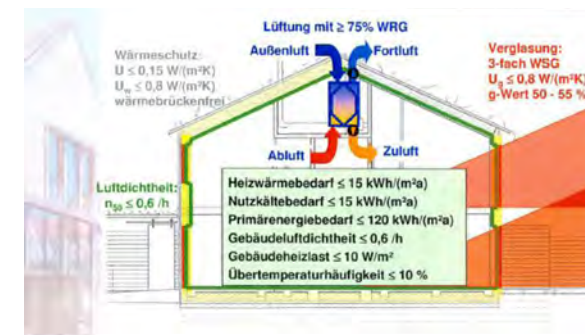 Lüftung mit ≥ 75% WRG
Außenluft
Fortluft
Wärmeschutz:
U ≤ 0,15 W/(m²K)
Uw ≤ 0,8 W/(m²K)
wärmebrückenfrei
Verglasung:
3-fach WSG
Ug ≤ 0,8 W/(m²K)
g-Wert 50 - 55 %
Abluft
Zuluft
Luftdichtheit:
n50 ≤ 0,6 /h
Heizwärmebedarf ≤ 15 kWh/(m²a)
Nutzkältebedarf ≤ 15 kWh/(m²a)
Primärenergiebedarf ≤ 120 kWh/(m²a)
Gebäudeluftdichtheit ≤ 0,6 /h
Gebäudeheizlast ≤ 10 W/m²
Übertemperaturhäufigkeit ≤ 10 %